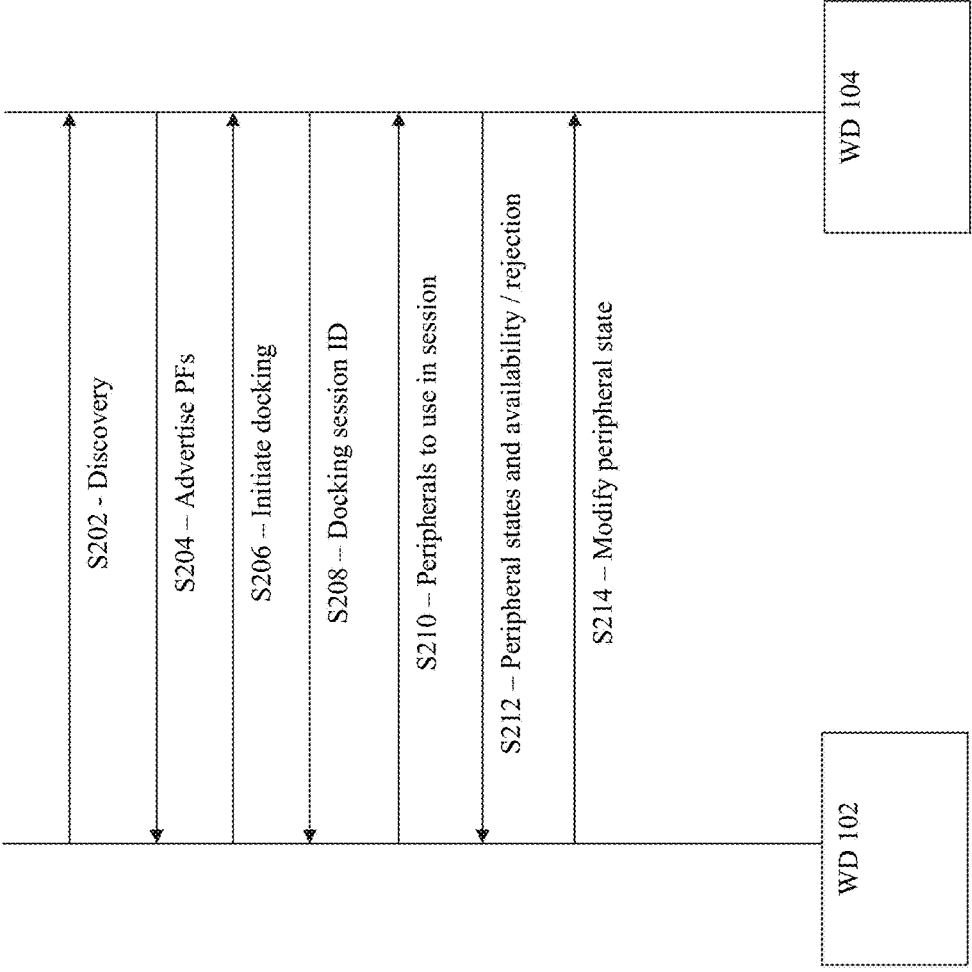 S202 - Discovery
S204 – Advertise PFs
S206 – Initiate docking
S208 – Docking session ID
S210 – Peripherals to use in session
S212 – Peripheral states and availability / rejection
S214 – Modify peripheral state
WD 102
WD 104